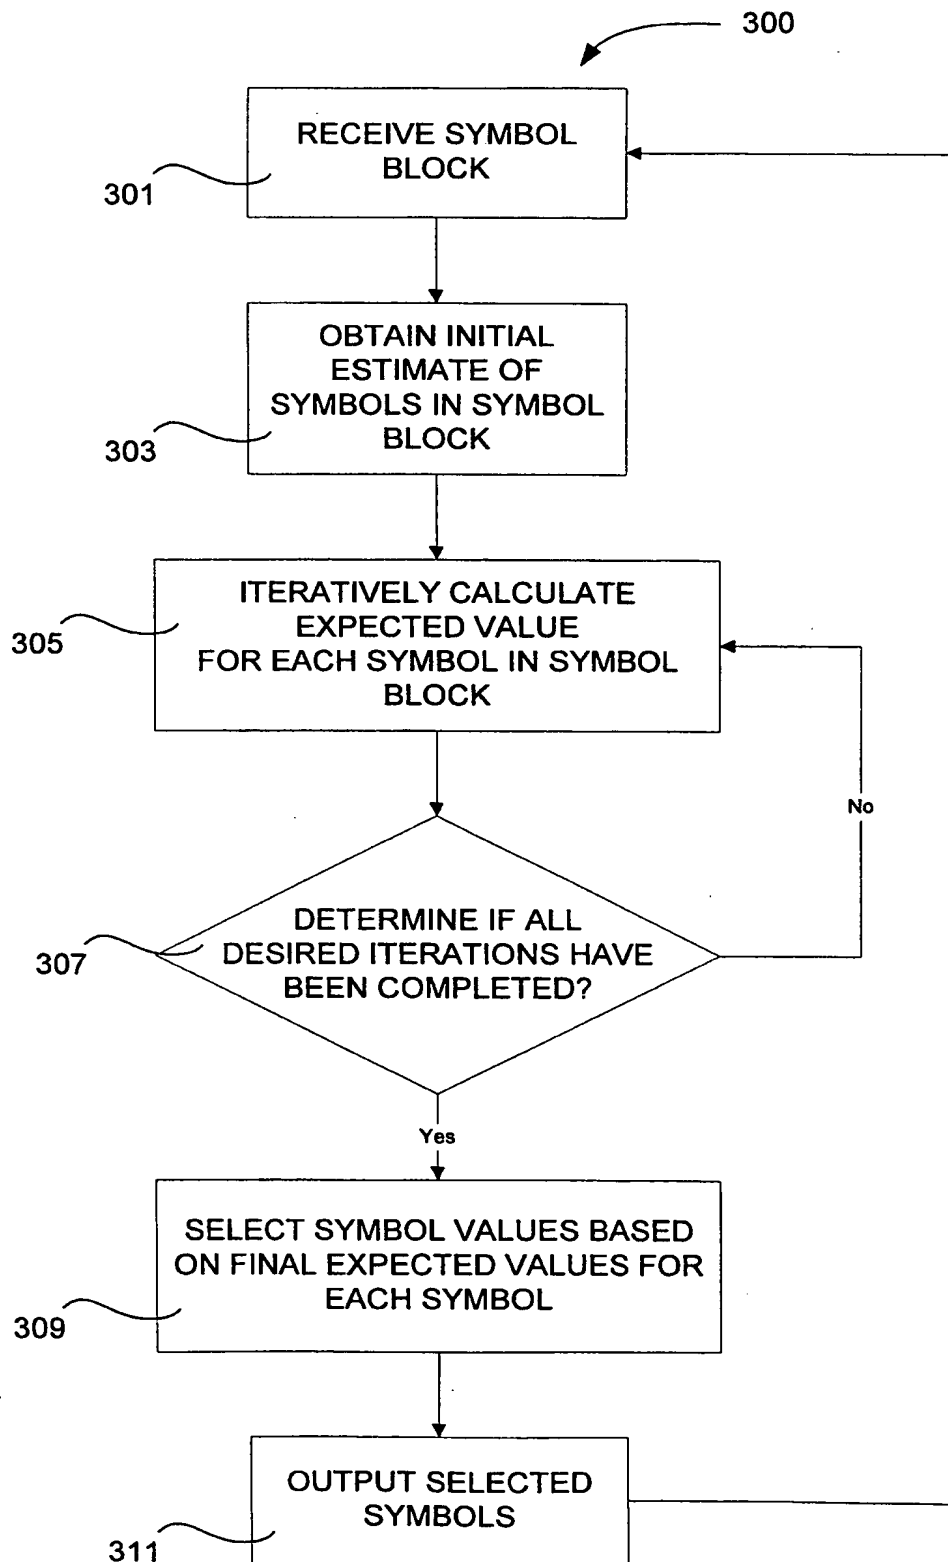 300
RECEIVE SYMBOL
BLOCK
301
OBTAIN INITIAL
ESTIMATE OF
SYMBOLS IN SYMBOL
BLOCK
303
ITERATIVELY CALCULATE
EXPECTED VALUE
FOR EACH SYMBOL IN SYMBOL
BLOCK
305
No
DETERMINE IF ALL
DESIRED ITERATIONS HAVE
BEEN COMPLETED?
307
Yes
SELECT SYMBOL VALUES BASED
ON FINAL EXPECTED VALUES FOR
EACH SYMBOL
309
OUTPUT SELECTED
SYMBOLS
311